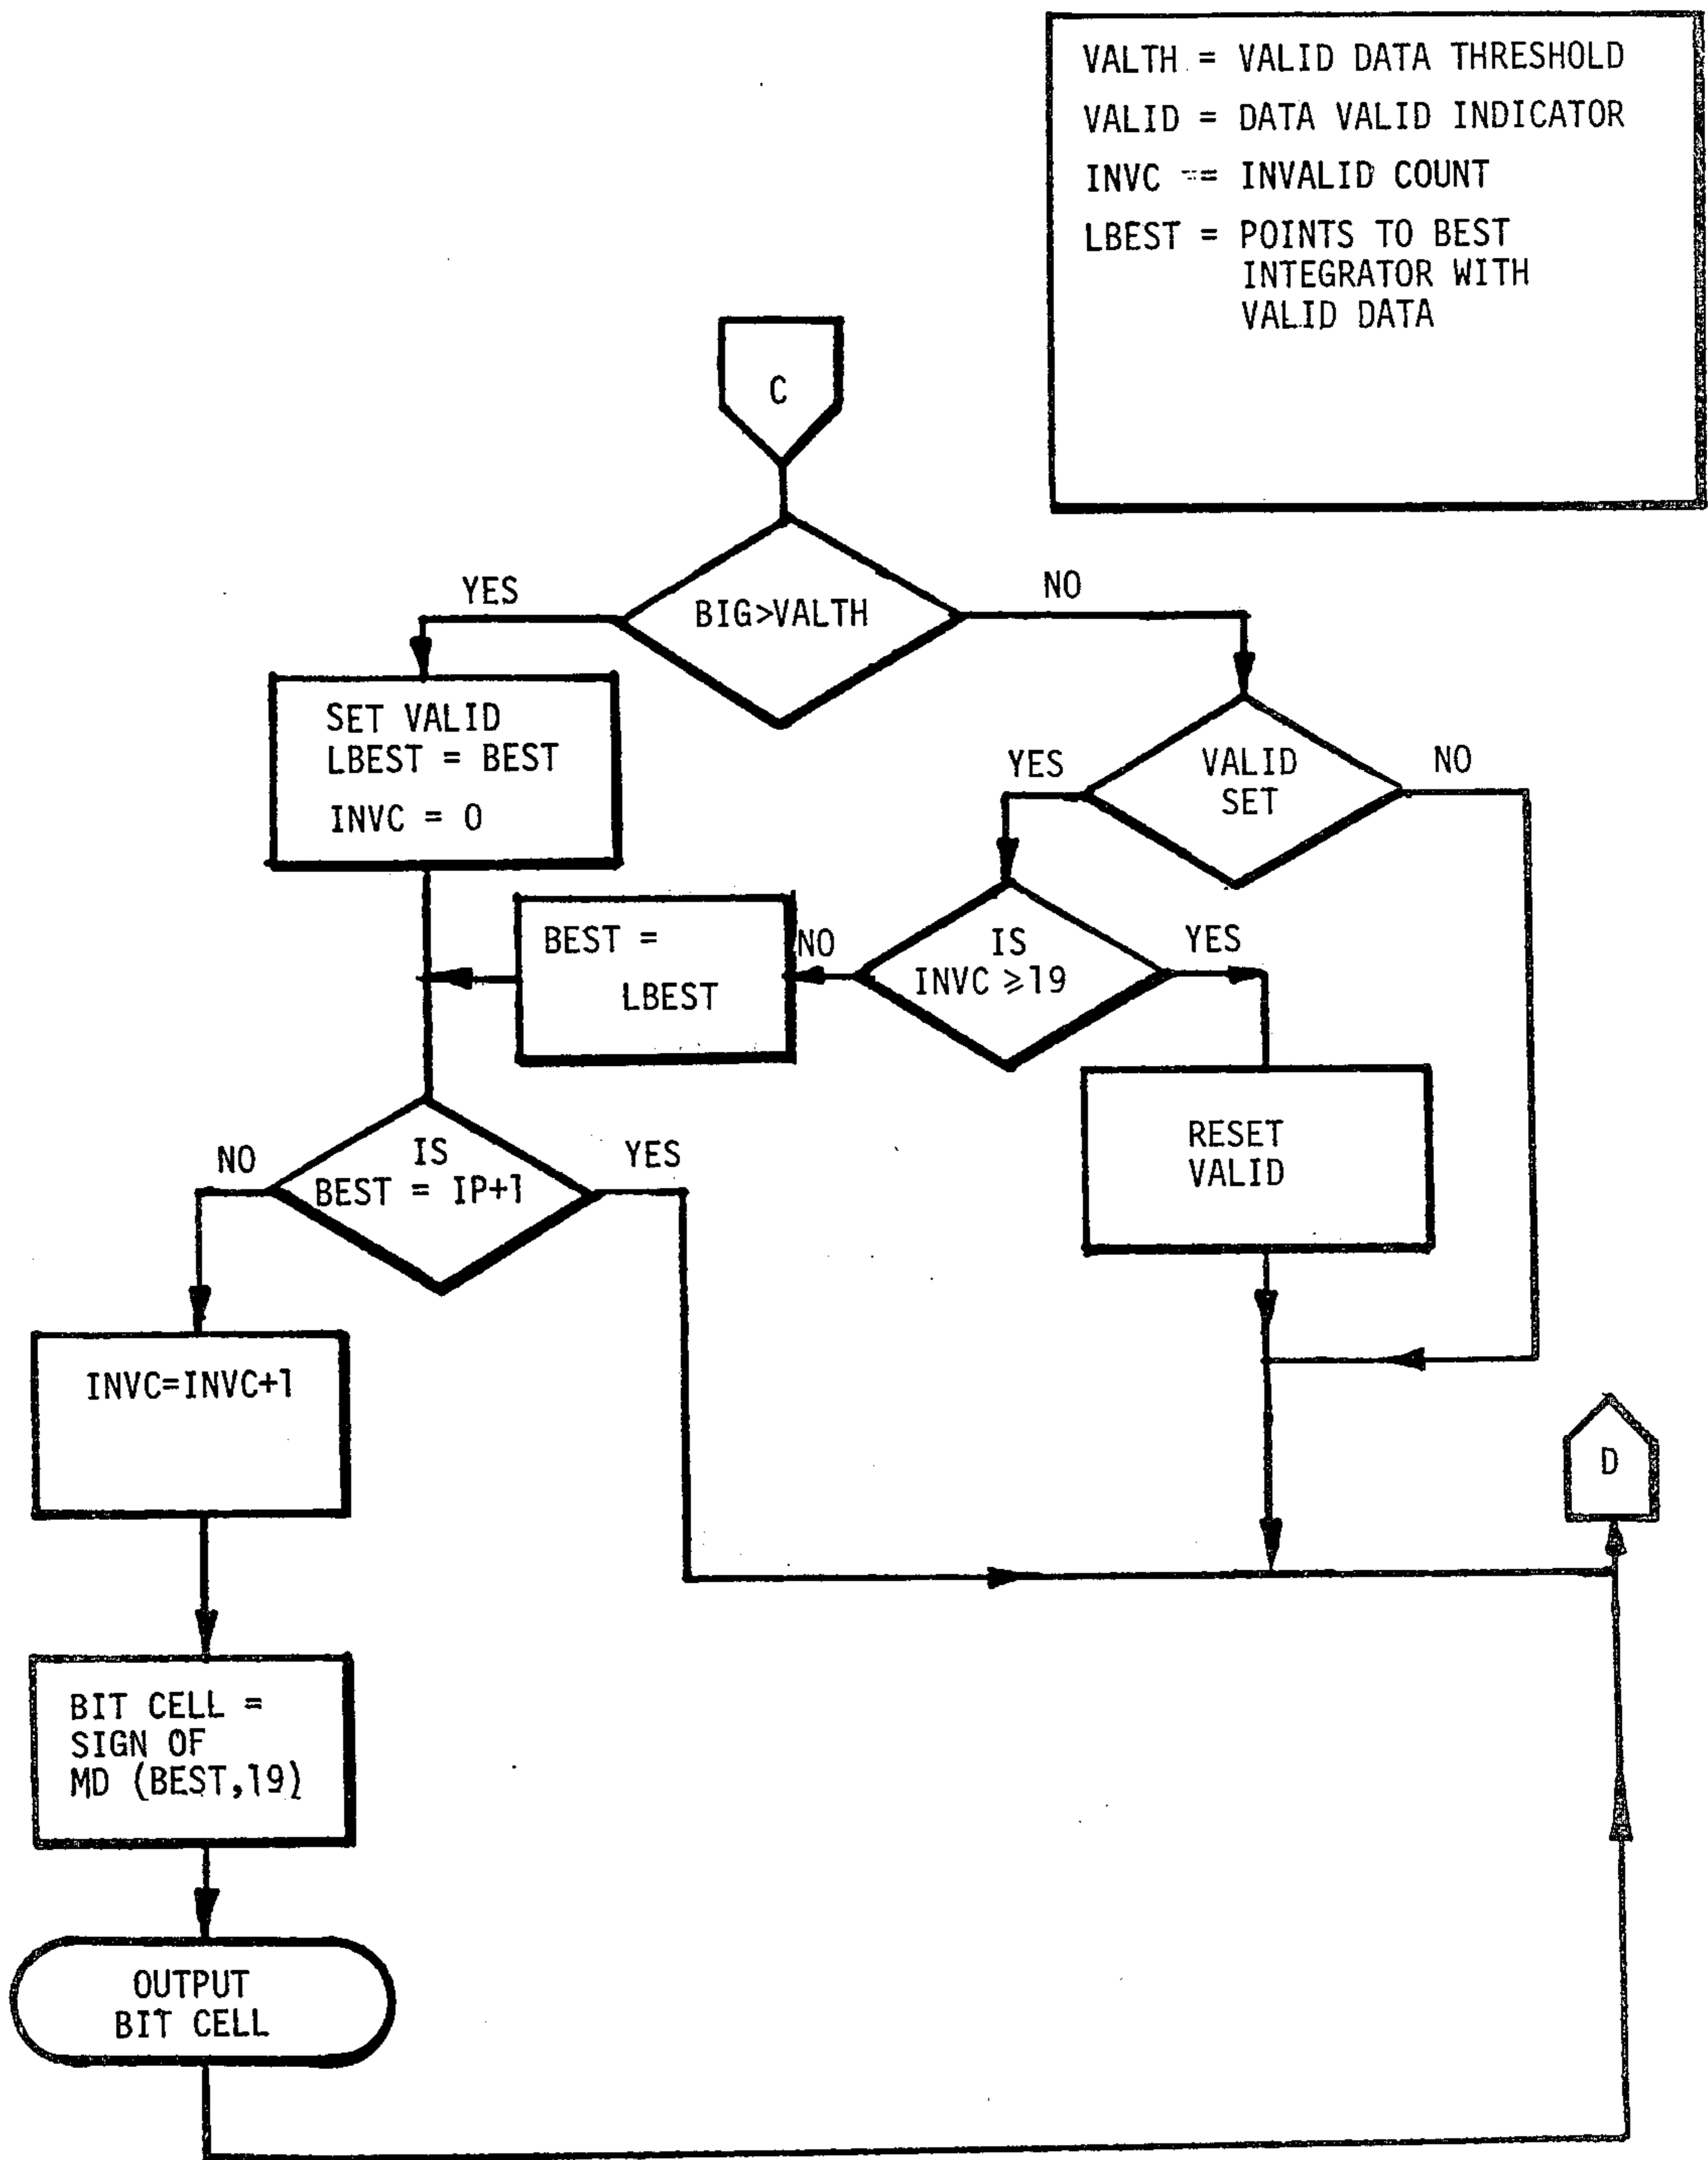 VALTH = VALID DATA THRESHOLD
VALID = DATA VALID INDICATOR
INVC = INVALID COUNT
LBEST = POINTS TO BEST
INTEGRATOR WITH
VALID DATA
C
BIG>VALTH
YES
NO
SET VALID
LBEST = BEST
INVC = 0
VALID
SET
YES
NO
IS
INVC ≥19
NO
YES
BEST =
LBEST
RESET
VALID
IS
BEST = IP+1
NO
YES
INVC=INVC+1
D
BIT CELL =
SIGN OF
MD (BEST,19)
OUTPUT
BIT CELL